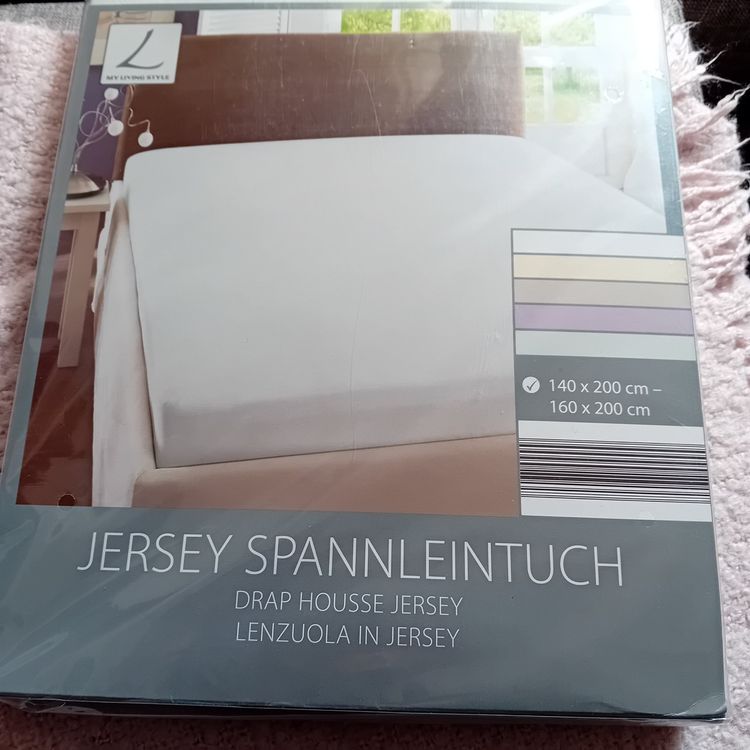 L
MY LIVING STYLE
140 x 200 cm –
160 x 200 cm
JERSEY SPANNLEINTUCH
DRAP HOUSSE JERSEY
LENZUOLA IN JERSEY